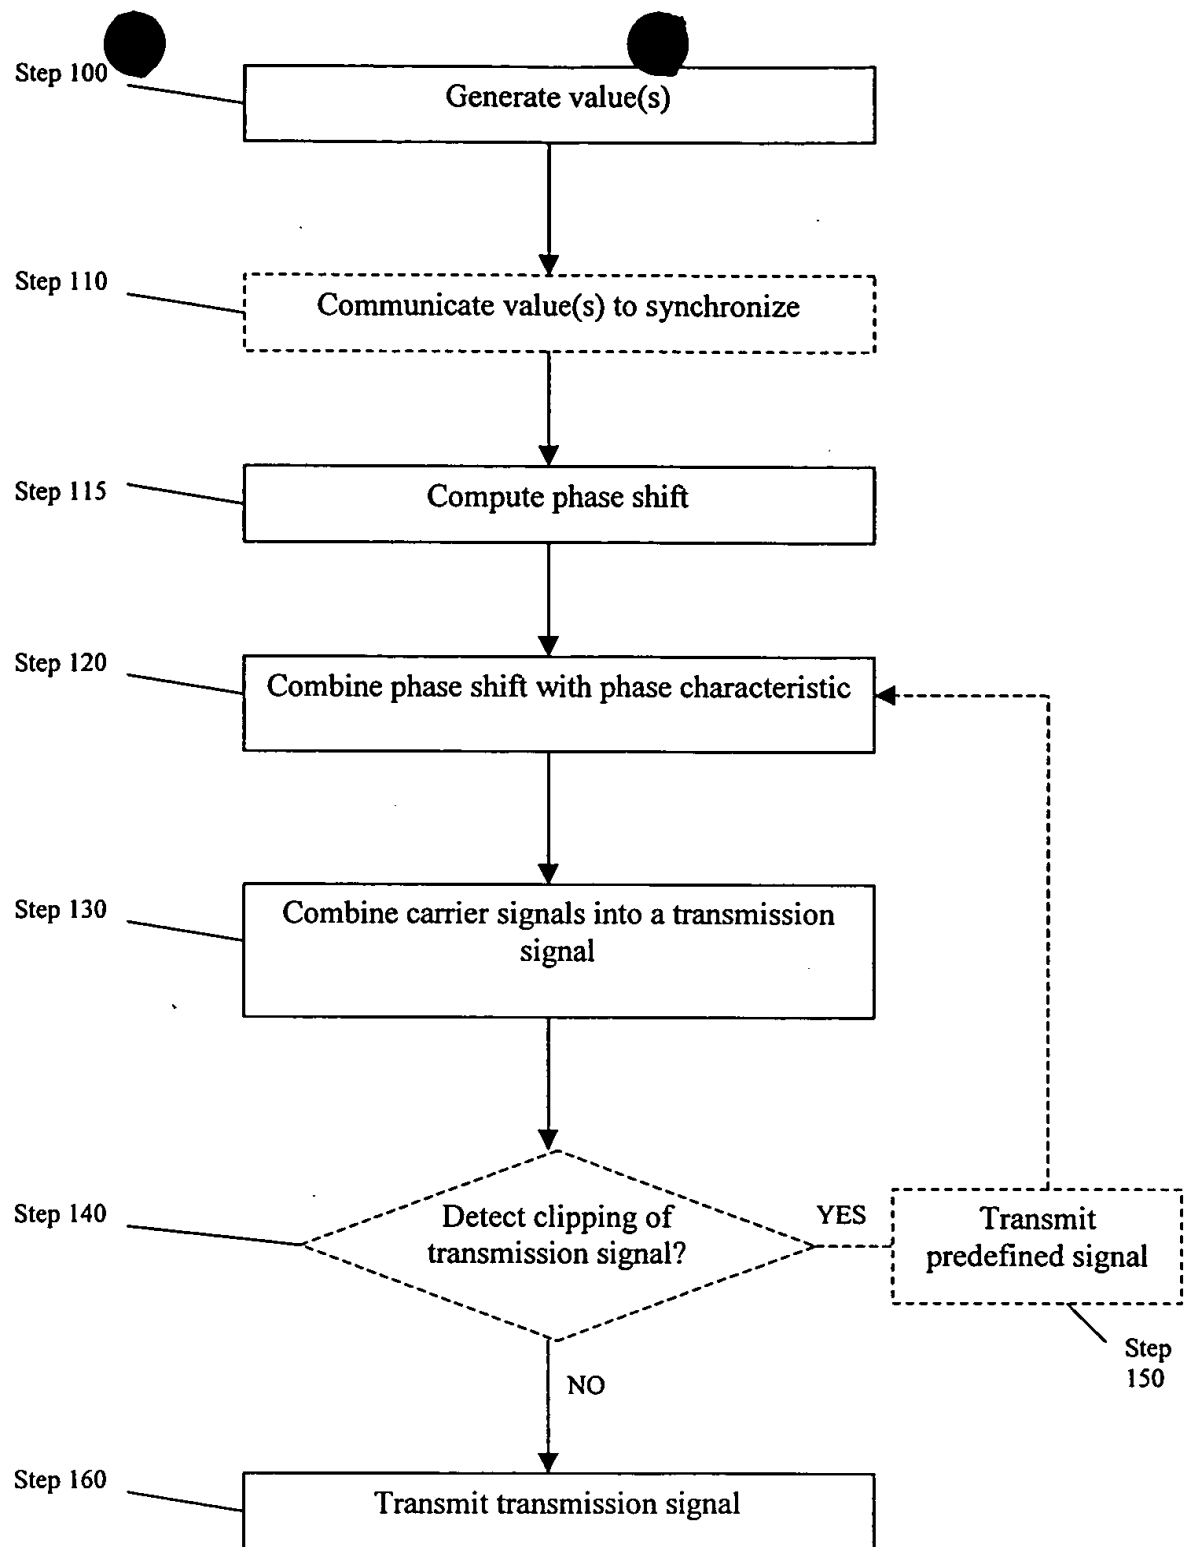 Step 100
Generate value(s)
Step 110
Communicate value(s) to synchronize
Step 115
Compute phase shift
Step 120
Combine phase shift with phase characteristic
Step 130
Combine carrier signals into a transmission
signal
Step 140
Detect clipping of
transmission signal?
YES
Transmit
predefined signal
Step
150
NO
Step 160
Transmit transmission signal